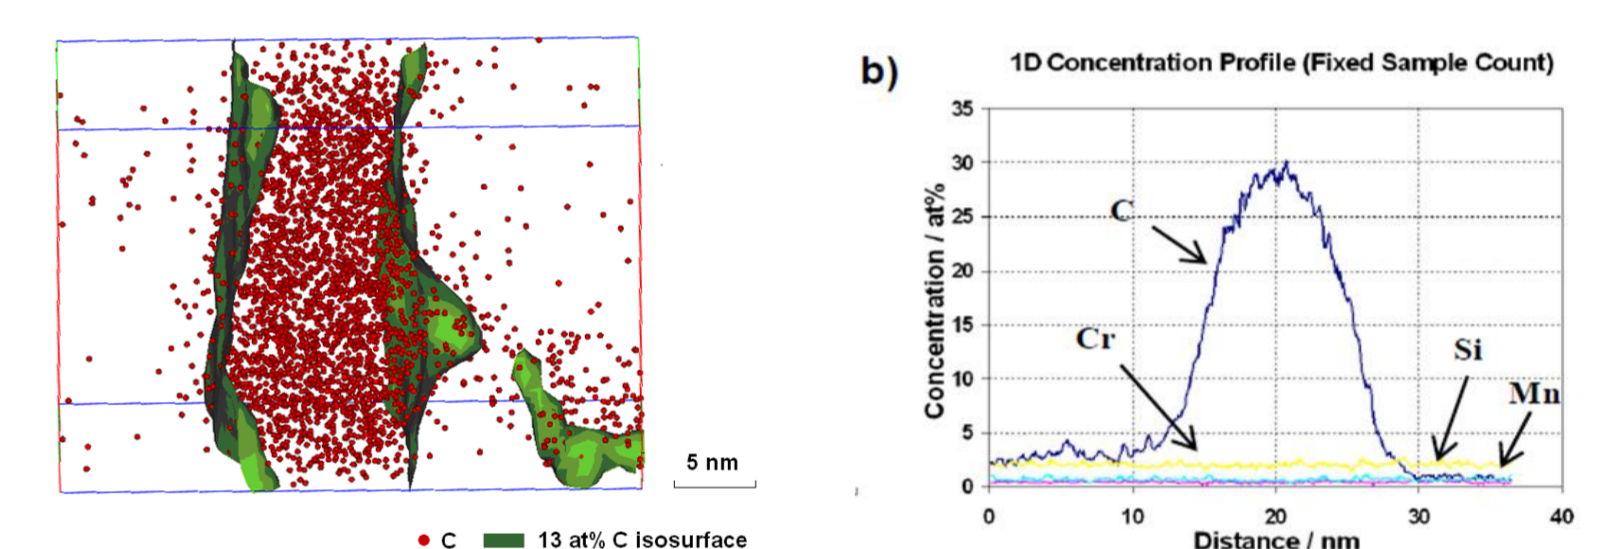 5 nm
C 13 at% C isosurface
b)
1D Concentration Profile (Fixed Sample Count)
Concentration / at%
35
30
25
20
15
10
5
0
C
Cr
Si
Mn
0 10 20 30 40
Distance / nm